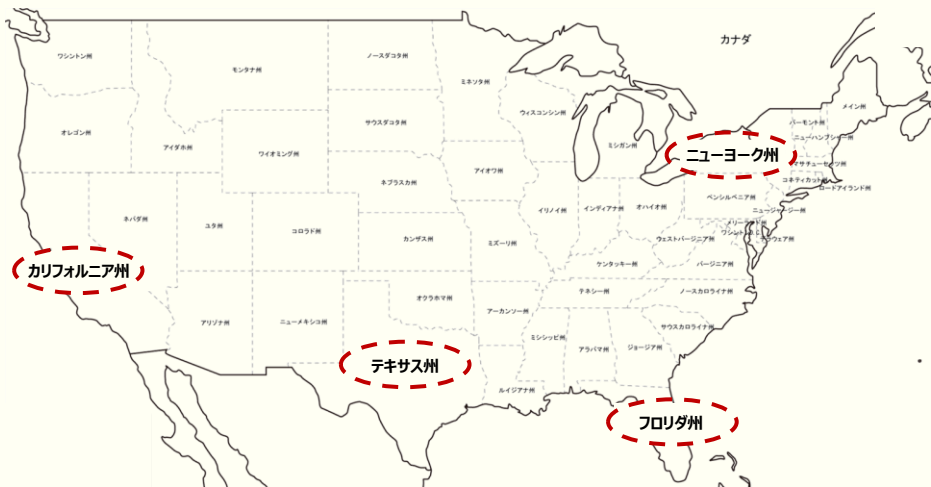 カナダ
ワシントン州
モンタナ州
ノースダコタ州
ミネソタ州
オレゴン州
アイダホ州
ワイオミング州
サウスダコタ州
ウィスコンシン州
ミシガン州
ニューヨーク州
メイン州
バーモント州
ニューハンプシャー州
マサチューセッツ州
コネティカット州
ロードアイランド州
ネブラスカ州
アイオワ州
ペンシルベニア州
ニュージャージー州
ネバダ州
ユタ州
コロラド州
カンザス州
ミズーリ州
イリノイ州
インディアナ州
オハイオ州
ウェストバージニア州
バージニア州
カリフォルニア州
ケンタッキー州
テネシー州
ノースカロライナ州
アリゾナ州
ニューメキシコ州
オクラホマ州
アーカンソー州
ミシシッピ州
アラバマ州
ジョージア州
サウスカロライナ州
テキサス州
ルイジアナ州
フロリダ州